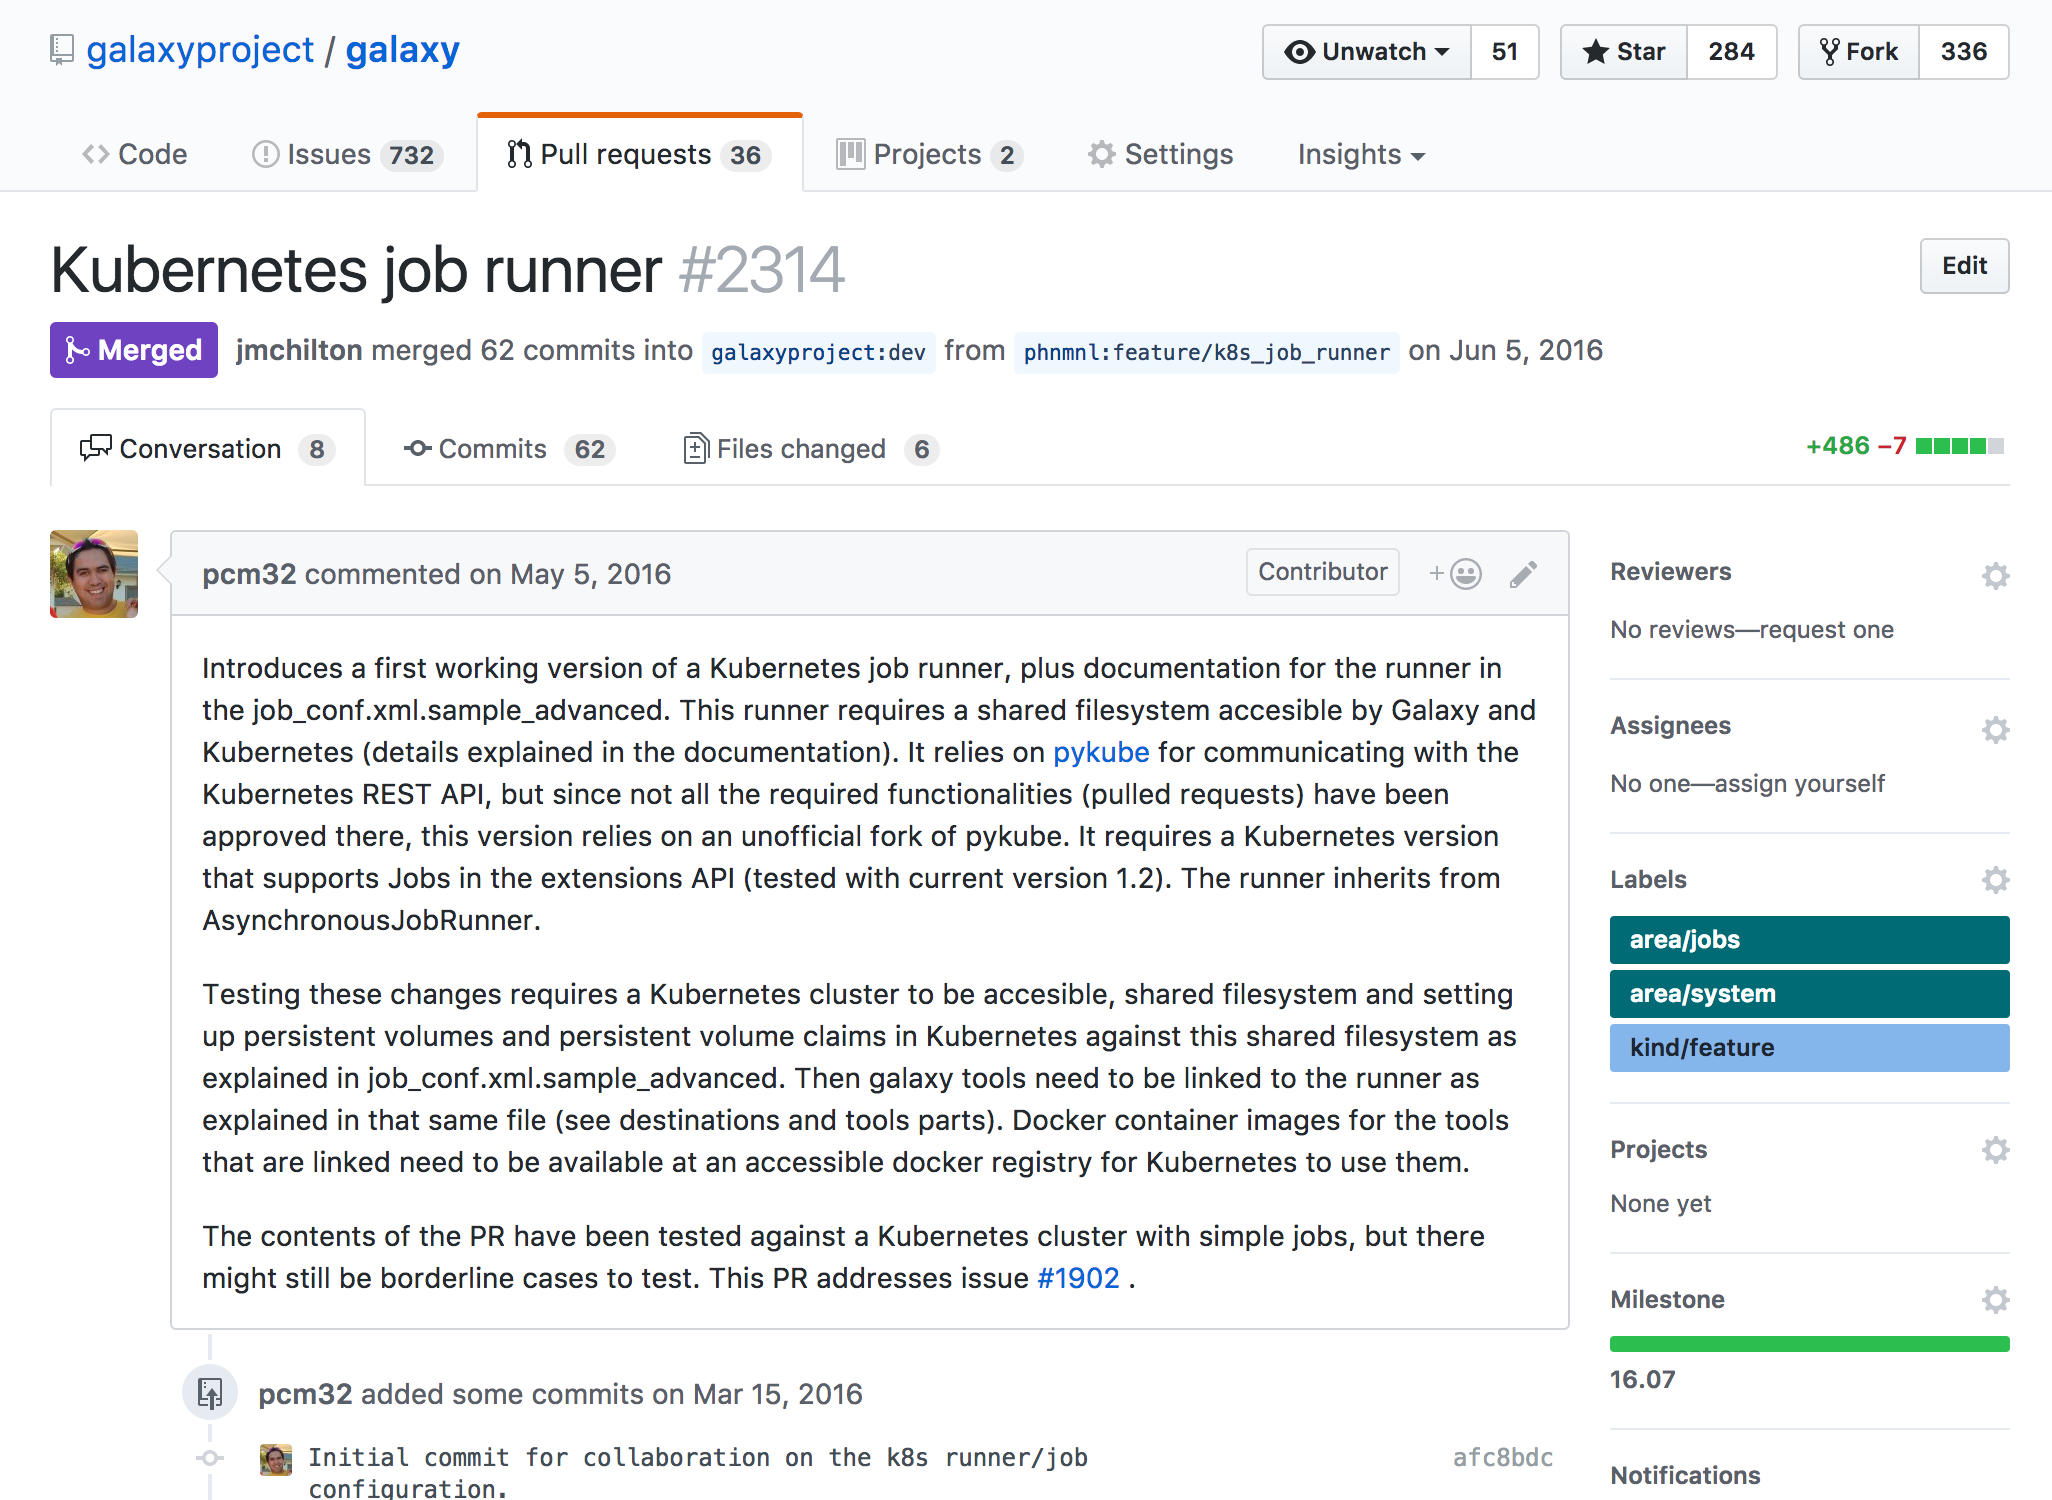 galaxyproject / galaxy
Unwatch 51 Star 284 Fork 336
Code Issues 732 Pull requests 36 Projects 2 Settings Insights
Kubernetes job runner #2314
Edit
Merged jmchilton merged 62 commits into galaxyproject:dev from phnmnl:feature/k8s_job_runner on Jun 5, 2016
Conversation 8 Commits 62 Files changed 6 +486 −7
pcm32 commented on May 5, 2016 Contributor +
Introduces a first working version of a Kubernetes job runner, plus documentation for the runner in
the job_conf.xml.sample_advanced. This runner requires a shared filesystem accesible by Galaxy and
Kubernetes (details explained in the documentation). It relies on pykube for communicating with the
Kubernetes REST API, but since not all the required functionalities (pulled requests) have been
approved there, this version relies on an unofficial fork of pykube. It requires a Kubernetes version
that supports Jobs in the extensions API (tested with current version 1.2). The runner inherits from
AsynchronousJobRunner.
Testing these changes requires a Kubernetes cluster to be accesible, shared filesystem and setting
up persistent volumes and persistent volume claims in Kubernetes against this shared filesystem as
explained in job_conf.xml.sample_advanced. Then galaxy tools need to be linked to the runner as
explained in that same file (see destinations and tools parts). Docker container images for the tools
that are linked need to be available at an accessible docker registry for Kubernetes to use them.
The contents of the PR have been tested against a Kubernetes cluster with simple jobs, but there
might still be borderline cases to test. This PR addresses issue #1902 .
pcm32 added some commits on Mar 15, 2016
Initial commit for collaboration on the k8s runner/job afc8bdc
configuration.
Reviewers
No reviews—request one
Assignees
No one—assign yourself
Labels
area/jobs
area/system
kind/feature
Projects
None yet
Milestone
16.07
Notifications